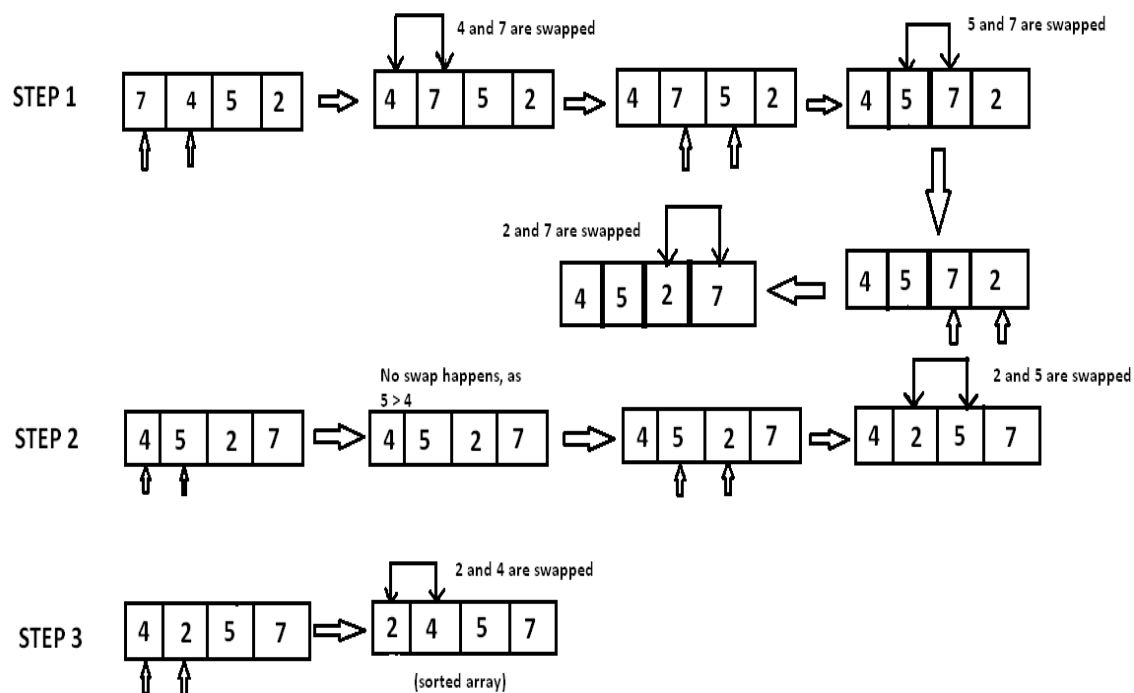 4 and 7 are swapped
5 and 7 are swapped
STEP 1
7 4 5 2
4 7 5 2
4 7 5 2
4 5 7 2
2 and 7 are swapped
4 5 2 7
4 5 7 2
No swap happens, as
5 > 4
2 and 5 are swapped
STEP 2
4 5 2 7
4 5 2 7
4 5 2 7
4 2 5 7
2 and 4 are swapped
STEP 3
4 2 5 7
2 4 5 7
(sorted array)